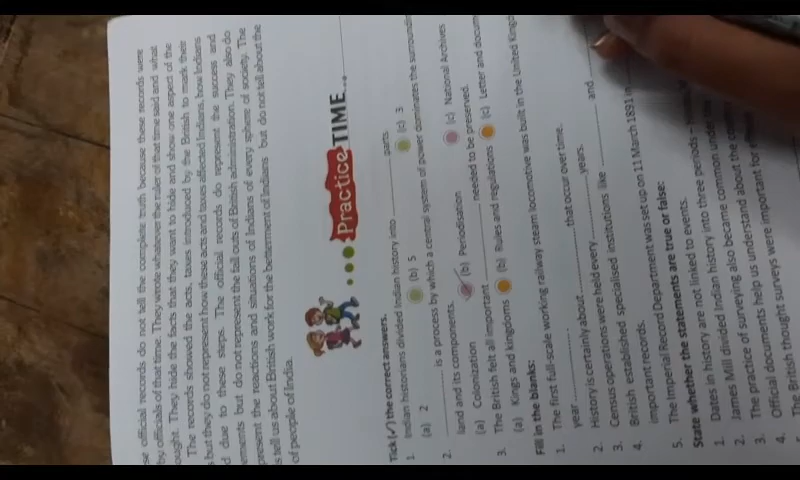 se official records do not tell the complete truth because these records were
by officials of that time. They wrote whatever the ruler of that time said and what
ought. They hide the facts that they want to hide and show one aspect of the
The records showed the acts, taxes introduced by the British to mark their
but they do not represent how those acts and taxes affected Indians, how Indians
d due to these steps. The official records do represent the success and
ements but do not represent the fall outs of British administration. They also do
present the reactions and situations of Indians of every sphere of society. The
s tell us about British work for the betterment of Indians but do not tell about the
of people of India.
Practice TIME...
Tick (✓) the correct answers.
1. Indian historians divided Indian history into ________ parts.
(a) 2 (b) 5 (c) 3
2. ________ is a process by which a central system of power dominates the surroundin
land and its components.
(a) Colonization (b) Periodisation (c) National Archives
3. The British felt all important ________ needed to be preserved.
(a) Kings and kingdoms (b) Rules and regulations (c) Letter and docum
Fill in the blanks:
1. The first full-scale working railway steam locomotive was built in the United Kingd
year ________.
2. History is certainly about ________ that occur over time.
3. Census operations were held every ________ years.
4. British established specialised institutions like ________ and ________
important records.
5. The Imperial Record Department was set up on 11 March 1891 in
State whether the statements are true or false:
1. Dates in history are not linked to events.
2. James Mill divided Indian history into three periods –
3. The practice of surveying also became common under
Official documents help us understand about the
4. The British thought surveys were important for